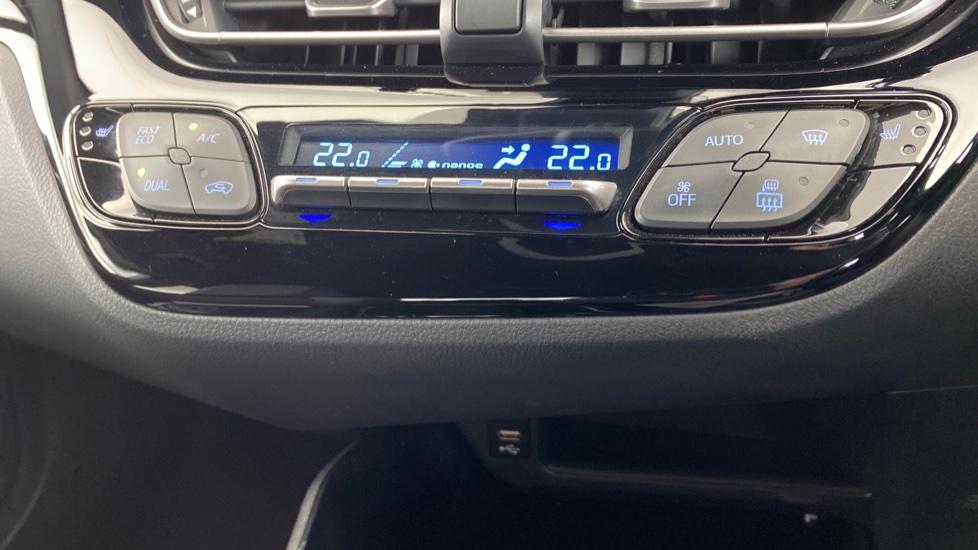 FAST
ECO
A/C
DUAL
22.0
nanoe
22.0
AUTO
OFF